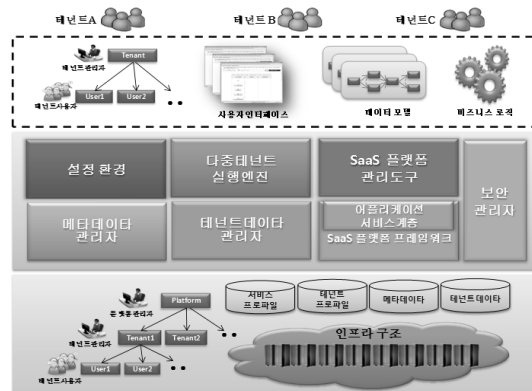 테넌트A
테넌트B
테넌트C
테넌트관리자
Tenant
테넌트사용자
User1
User2
사용자인터페이스
데이터 모델
비즈니스 로직
설정 환경
다중테넌트
실행엔진
SaaS 플랫폼
관리도구
보안
관리자
메타데이터
관리자
테넌트데이터
관리자
어플리케이션
서비스계층
SaaS 플랫폼 프레임워크
플랫폼관리자
Platform
테넌트관리자
Tenant1
Tenant2
테넌트사용자
User1
User2
서비스
프로파일
테넌트
프로파일
메타데이타
테넌트데이타
인프라 구조